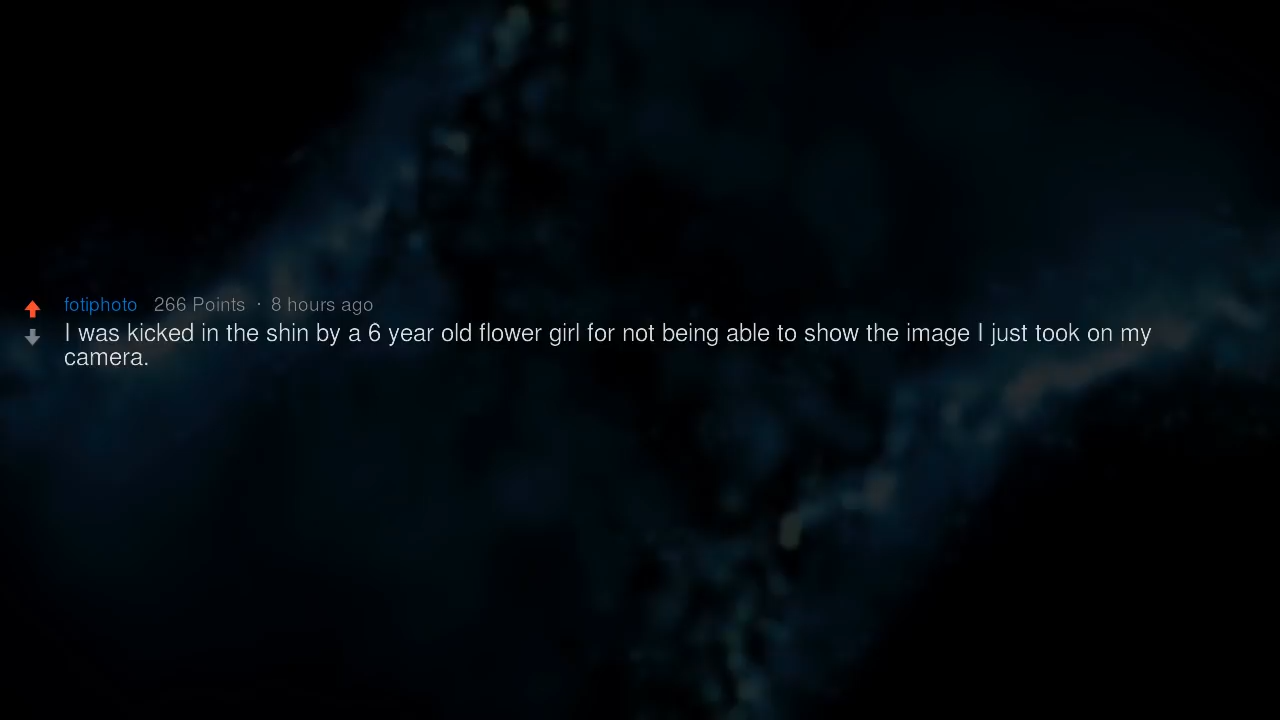 fotiphoto 266 Points · 8 hours ago
I was kicked in the shin by a 6 year old flower girl for not being able to show the image I just took on my
camera.